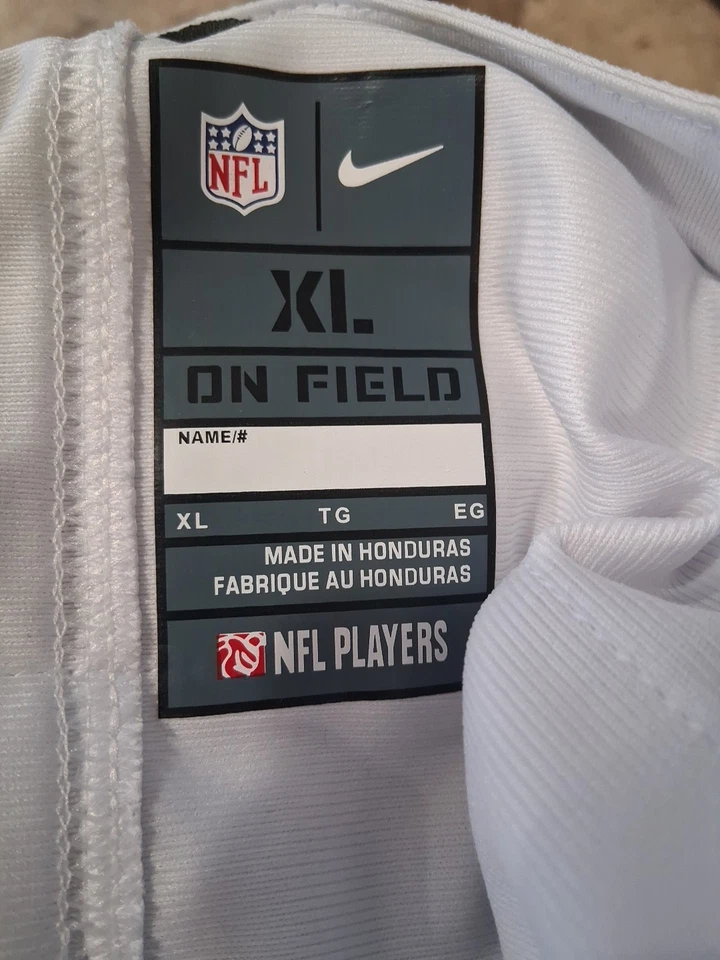 NFL
XL
ON FIELD
NAME/#
XL TG EG
MADE IN HONDURAS
FABRIQUE AU HONDURAS
NFL PLAYERS